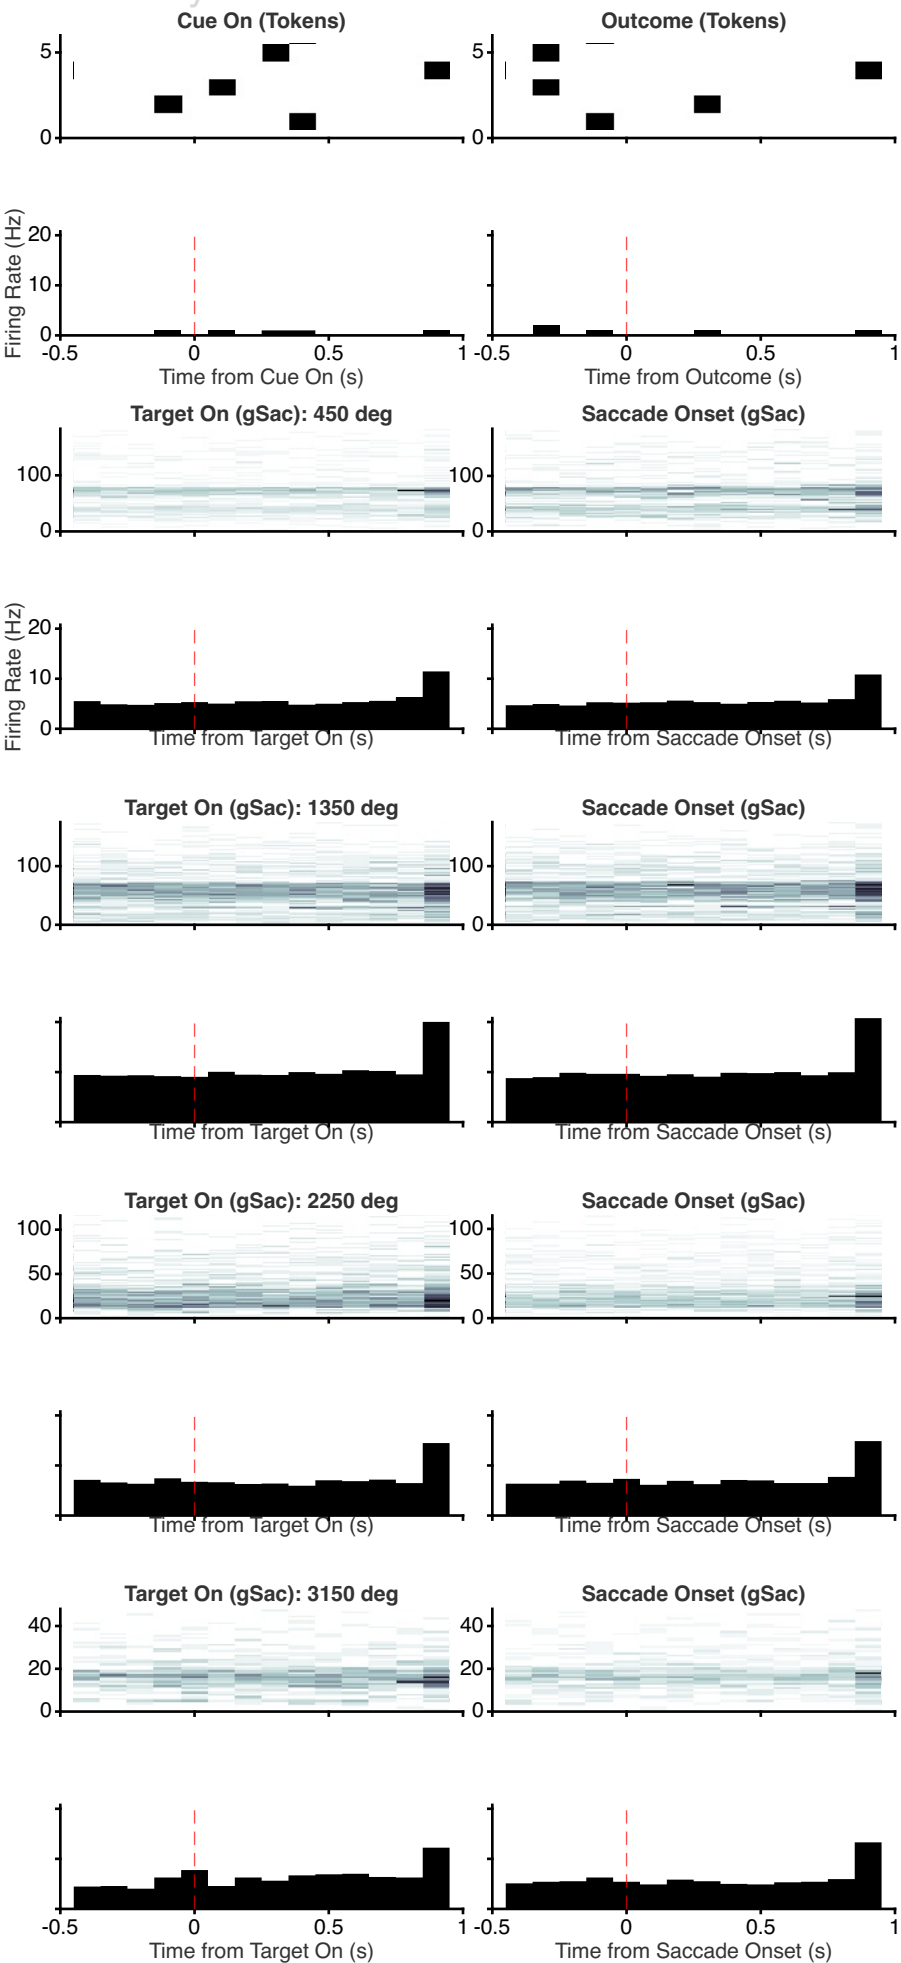 Cue On (Tokens) Outcome (Tokens)
5 5
0 0
Firing Rate (Hz)
20
10
0
-0.5 0 0.5 1 -0.5 0 0.5 1
Time from Cue On (s) Time from Outcome (s)
Target On (gSac): 450 deg Saccade Onset (gSac)
100 100
0 0
Firing Rate (Hz)
20
10
0
Time from Target On (s) Time from Saccade Onset (s)
Target On (gSac): 1350 deg Saccade Onset (gSac)
100 100
0 0
Time from Target On (s) Time from Saccade Onset (s)
Target On (gSac): 2250 deg Saccade Onset (gSac)
100 100
50 50
0 0
Time from Target On (s) Time from Saccade Onset (s)
Target On (gSac): 3150 deg Saccade Onset (gSac)
40 40
20 20
0 0
-0.5 0 0.5 1 -0.5 0 0.5 1
Time from Target On (s) Time from Saccade Onset (s)